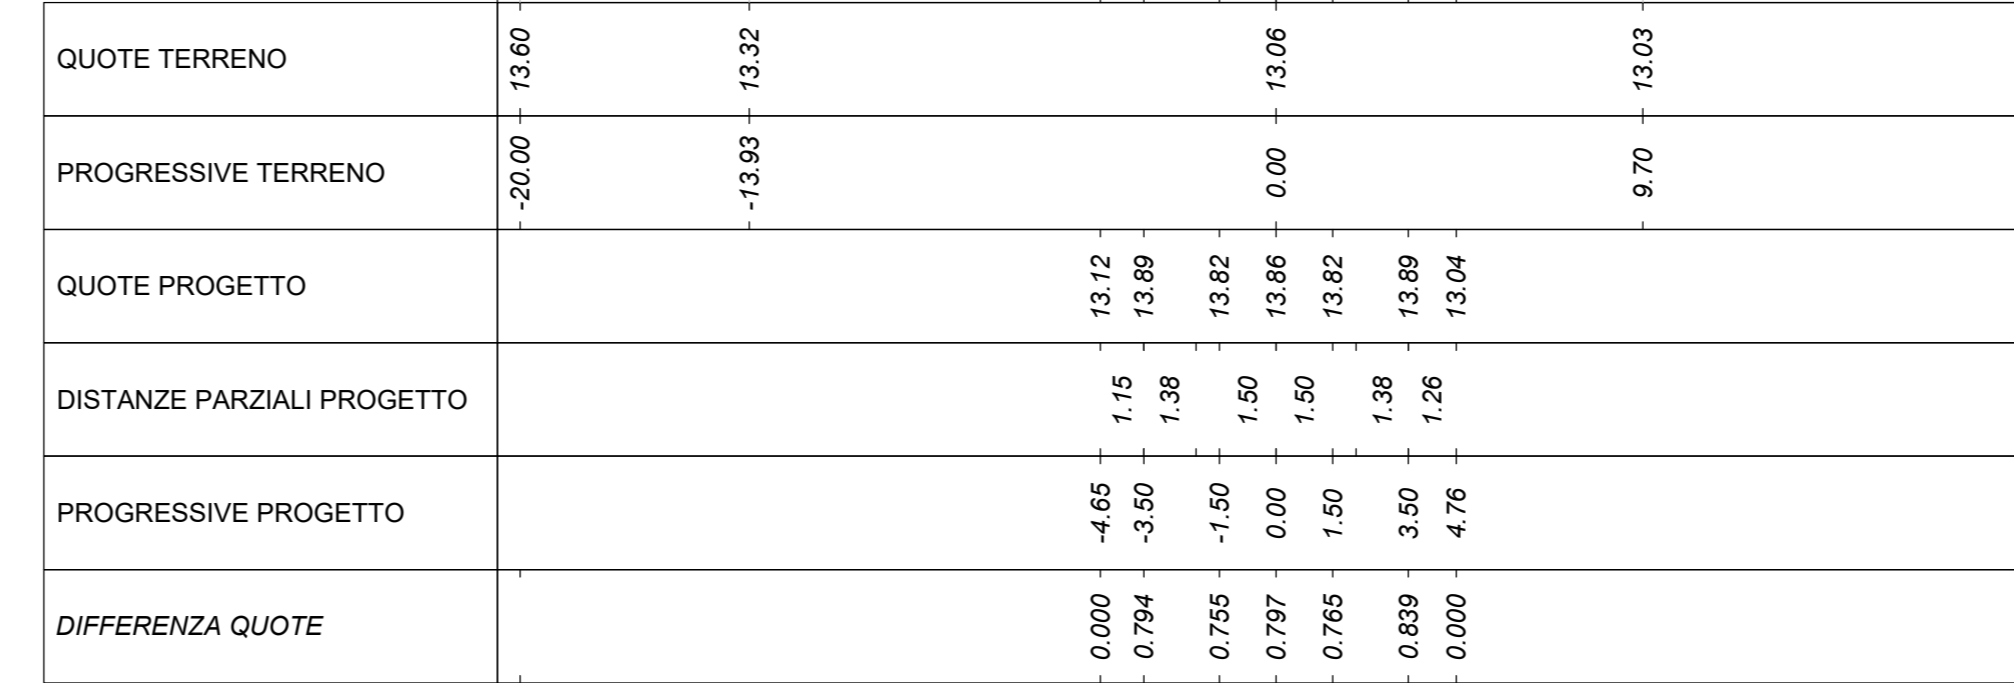 QUOTE TERRENO 13.60 13.32 13.06 13.03
PROGRESSIVE TERRENO -20.00 -13.93 0.00 9.70
QUOTE PROGETTO 13.12 13.89 13.82 13.86 13.82 13.89 13.04
DISTANZE PARZIALI PROGETTO 1.15 1.38 1.50 1.50 1.38 1.26
PROGRESSIVE PROGETTO -4.65 -3.50 -1.50 0.00 1.50 3.50 4.76
DIFFERENZA QUOTE 0.000 0.794 0.755 0.797 0.765 0.839 0.000